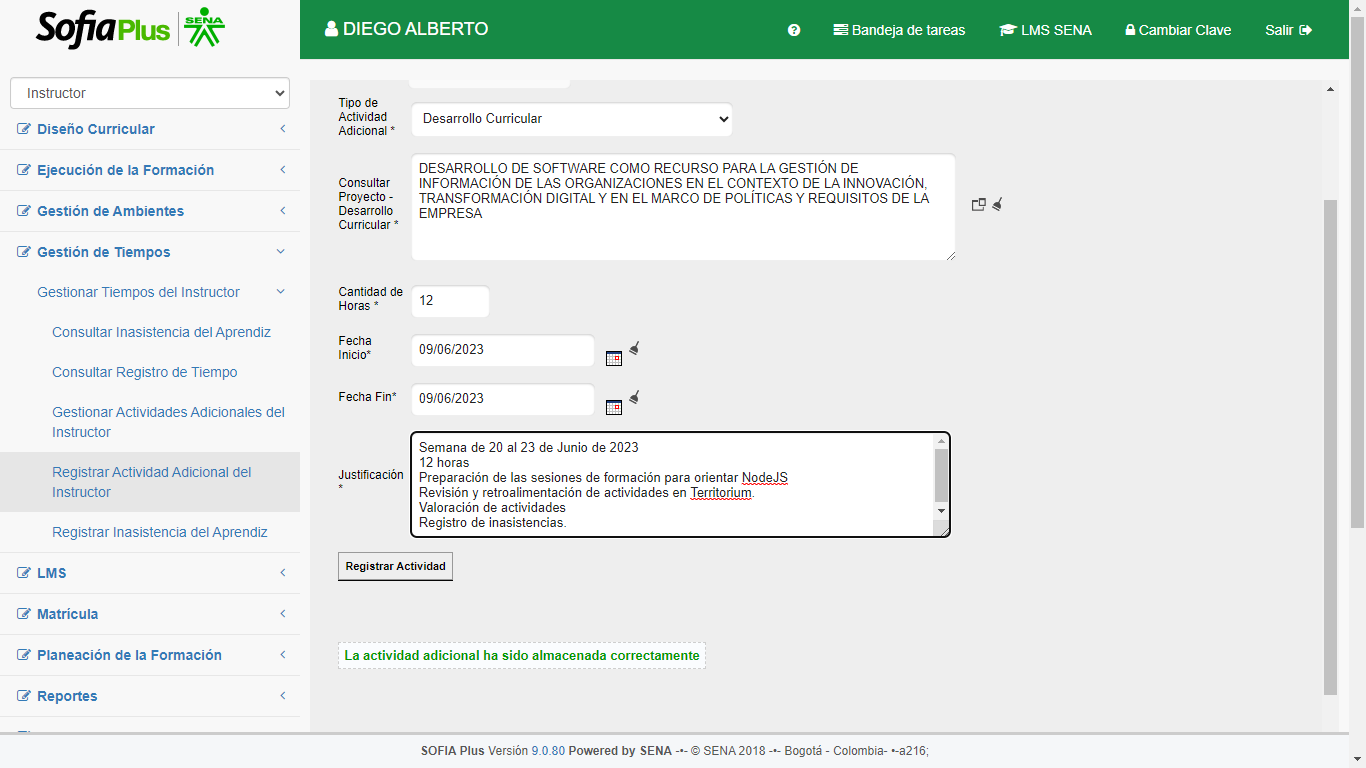 SofiaPlus
SENA
DIEGO ALBERTO
Bandeja de tareas
LMS SENA
Cambiar Clave
Salir
Instructor
Diseño Curricular
Ejecución de la Formación
Gestión de Ambientes
Gestión de Tiempos
Gestionar Tiempos del Instructor
Consultar Inasistencia del Aprendiz
Consultar Registro de Tiempo
Gestionar Actividades Adicionales del
Instructor
Registrar Actividad Adicional del
Instructor
Registrar Inasistencia del Aprendiz
LMS
Matrícula
Planeación de la Formación
Reportes
Tipo de
Actividad
Adicional *
Desarrollo Curricular
Consultar
Proyecto -
Desarrollo
Curricular *
DESARROLLO DE SOFTWARE COMO RECURSO PARA LA GESTIÓN DE
INFORMACIÓN DE LAS ORGANIZACIONES EN EL CONTEXTO DE LA INNOVACIÓN,
TRANSFORMACIÓN DIGITAL Y EN EL MARCO DE POLÍTICAS Y REQUISITOS DE LA
EMPRESA
Cantidad de
Horas *
12
Fecha
Inicio*
09/06/2023
Fecha Fin*
09/06/2023
Justificación
*
Semana de 20 al 23 de Junio de 2023
12 horas
Preparación de las sesiones de formación para orientar NodeJS
Revisión y retroalimentación de actividades en Territorium.
Valoración de actividades
Registro de inasistencias.
Registrar Actividad
La actividad adicional ha sido almacenada correctamente
SOFIA Plus Versión 9.0.80 Powered by SENA -•- © SENA 2018 -•- Bogotá - Colombia- •-a216;